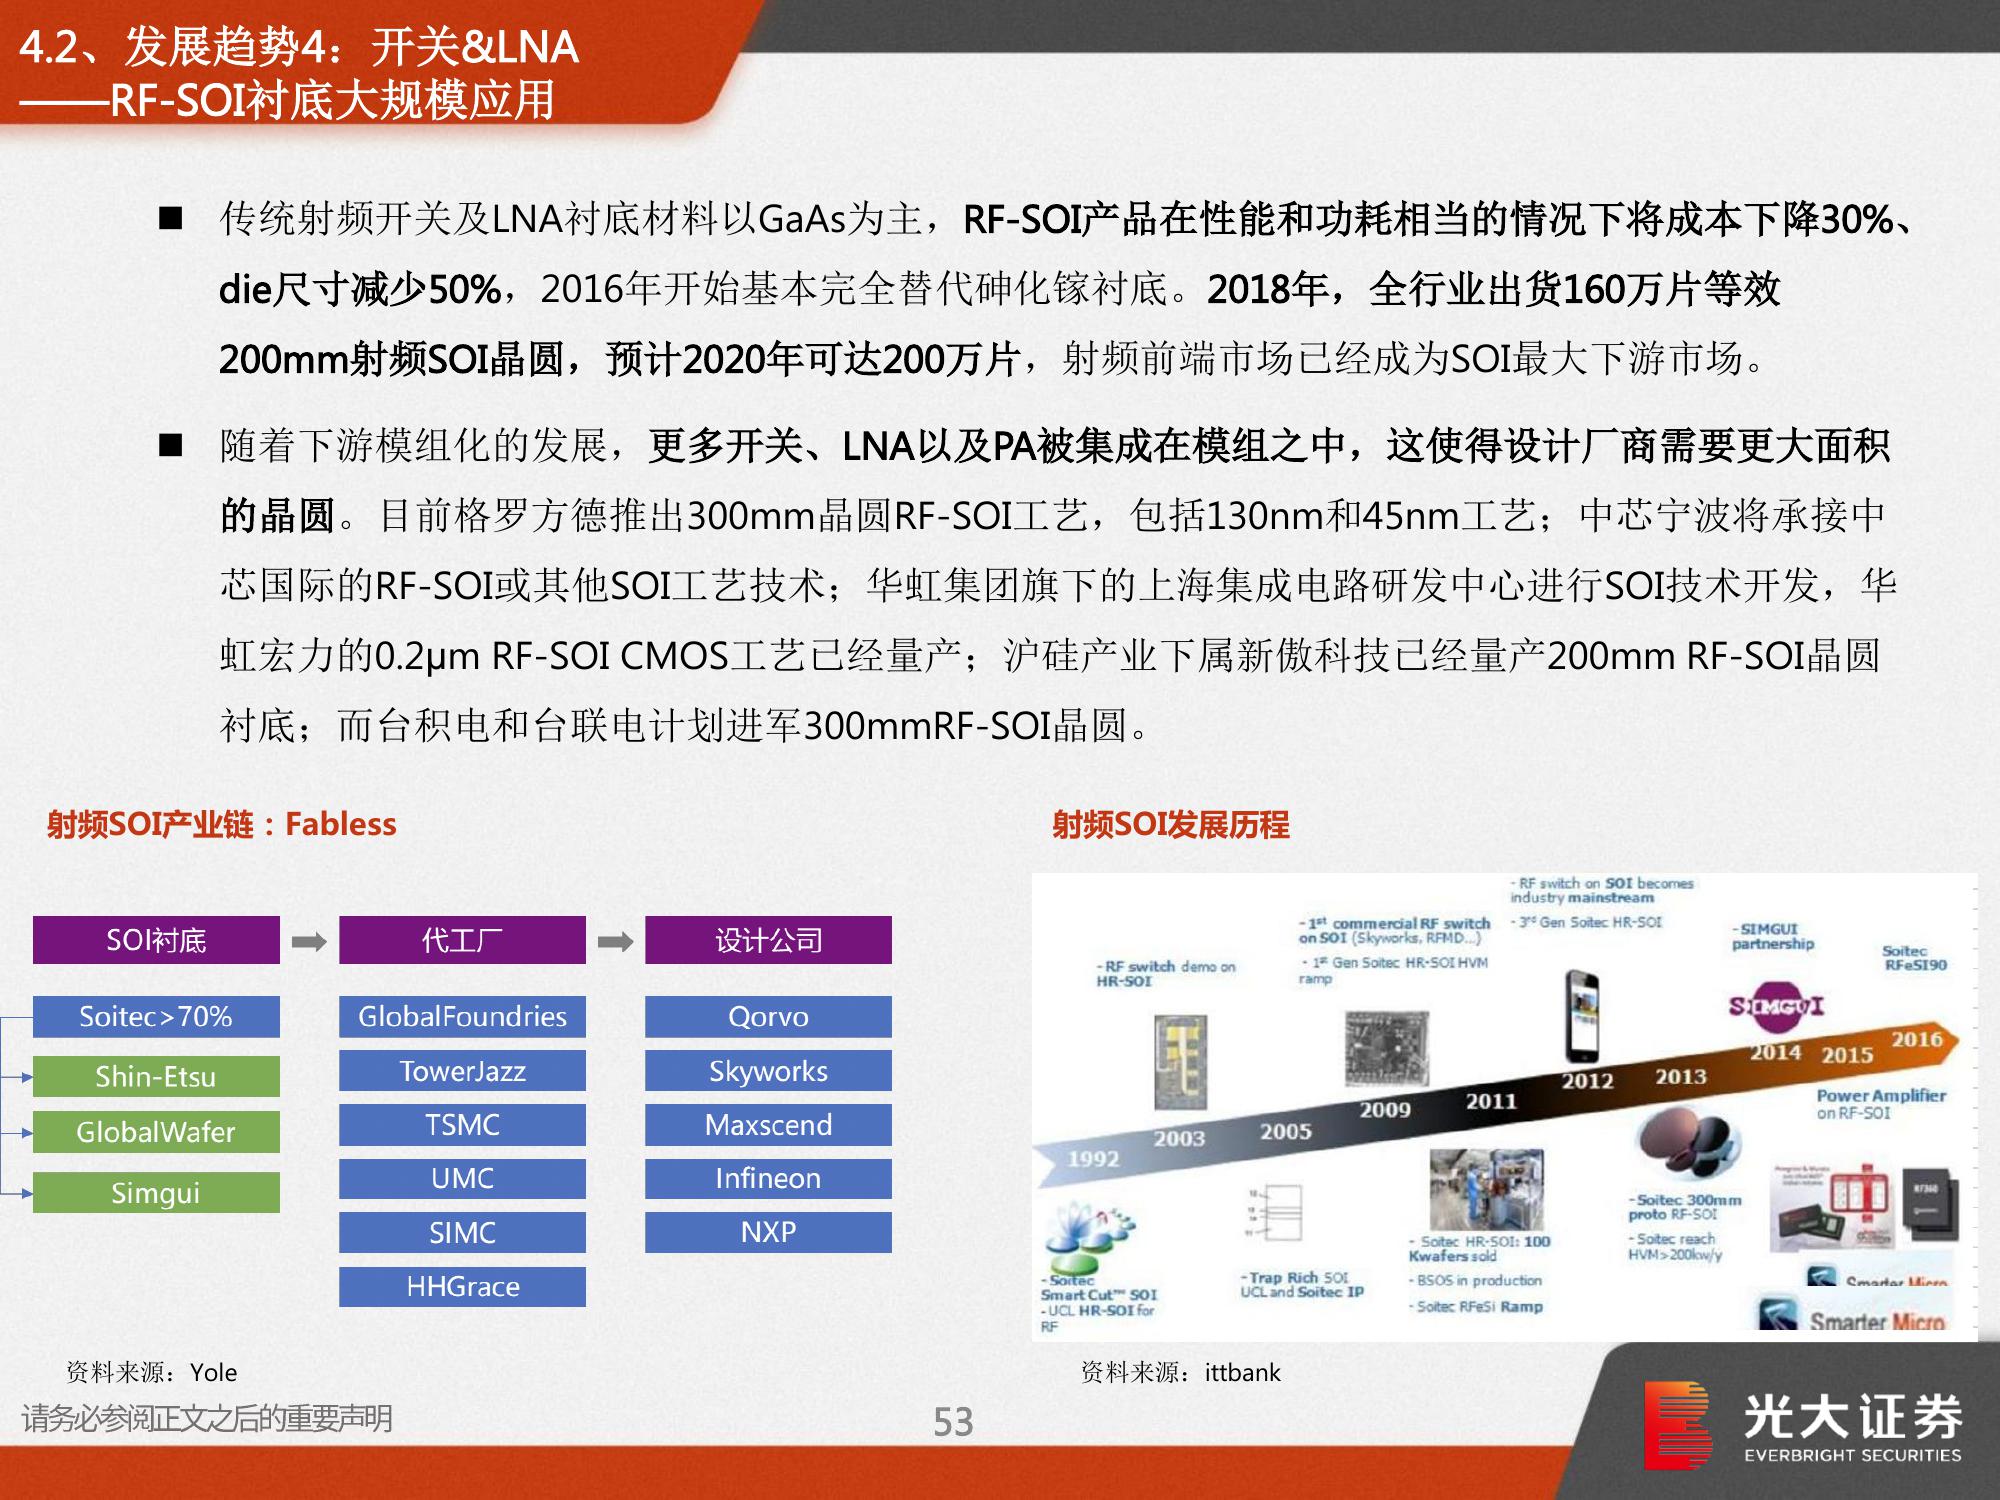 4.2、发展趋势4：开关&LNA
——RF-SOI衬底大规模应用
■ 传统射频开关及LNA衬底材料以GaAs为主，RF-SOI产品在性能和功耗相当的情况下将成本下降30%、
die尺寸减少50%，2016年开始基本完全替代砷化镓衬底。2018年，全行业出货160万片等效
200mm射频SOI晶圆，预计2020年可达200万片，射频前端市场已经成为SOI最大下游市场。
■ 随着下游模组化的发展，更多开关、LNA以及PA被集成在模组之中，这使得设计厂商需要更大面积
的晶圆。目前格罗方德推出300mm晶圆RF-SOI工艺，包括130nm和45nm工艺；中芯宁波将承接中
芯国际的RF-SOI或其他SOI工艺技术；华虹集团旗下的上海集成电路研发中心进行SOI技术开发，华
虹宏力的0.2μm RF-SOI CMOS工艺已经量产；沪硅产业下属新傲科技已经量产200mm RF-SOI晶圆
衬底；而台积电和台联电计划进军300mmRF-SOI晶圆。
射频SOI产业链：Fabless
SOI衬底
代工厂
设计公司
Soitec>70%
GlobalFoundries
Qorvo
Shin-Etsu
TowerJazz
Skyworks
GlobalWafer
TSMC
Maxscend
Simgui
UMC
Infineon
SIMC
NXP
HHGrace
资料来源：Yole
射频SOI发展历程
- RF switch demo on
HR-SOI
- 1st commercial RF switch
on SOI (Skyworks, RFMD...)
- 1st Gen Soitec HR-SOI HVM
ramp
- RF switch on SOI becomes
industry mainstream
- 3rd Gen Soitec HR-SOI
- SIMGUI
partnership
Soitec
RFeSI90
SIMGUI
1992
2003
2005
2009
2011
2012
2013
2014
2015
2016
Power Amplifier
on RF-SOI
- Soitec
Smart Cut™ SOI
- UCL HR-SOI for
RF
- Trap Rich SOI
UCL and Soitec IP
- Soitec HR-SOI: 100
Kwafers sold
- BSOS in production
- Soitec RFeSi Ramp
- Soitec 300mm
proto RF-SOI
- Soitec reach
HVM>200kw/y
RF360
Smarter Micro
Smarter Micro
资料来源：ittbank
请务必参阅正文之后的重要声明
53
光大证券
EVERBRIGHT SECURITIES